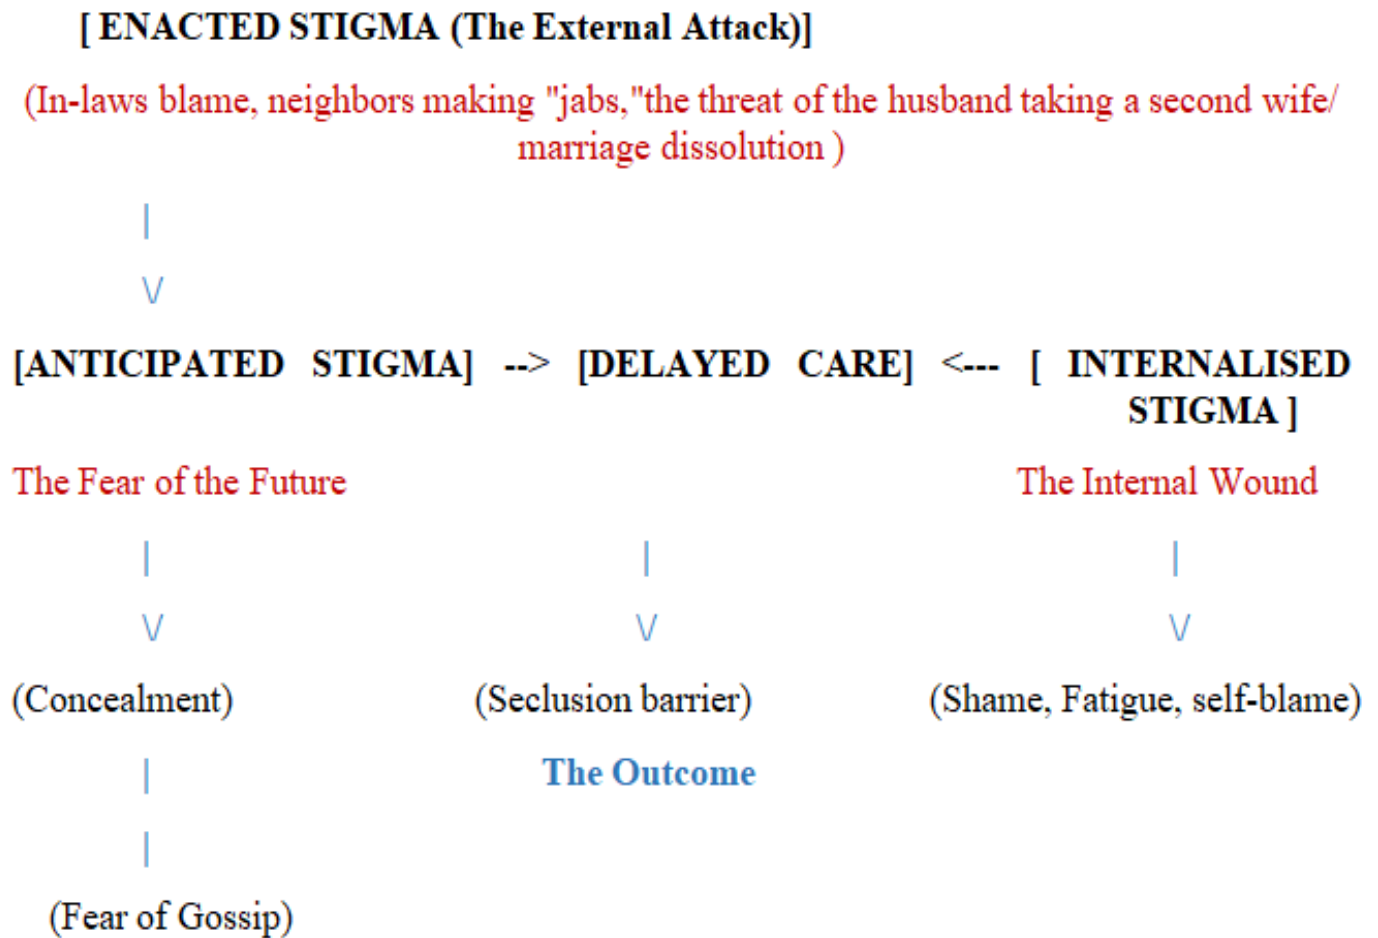 [ ENACTED STIGMA (The External Attack)]
(In-laws blame, neighbors making "jabs,"the threat of the husband taking a second wife/
marriage dissolution )
|
\/
[ANTICIPATED STIGMA] --> [DELAYED CARE] <--- [ INTERNALISED
STIGMA ]
The Fear of the Future The Internal Wound
| | |
\/ \/ \/
(Concealment) (Seclusion barrier) (Shame, Fatigue, self-blame)
| The Outcome
|
(Fear of Gossip)